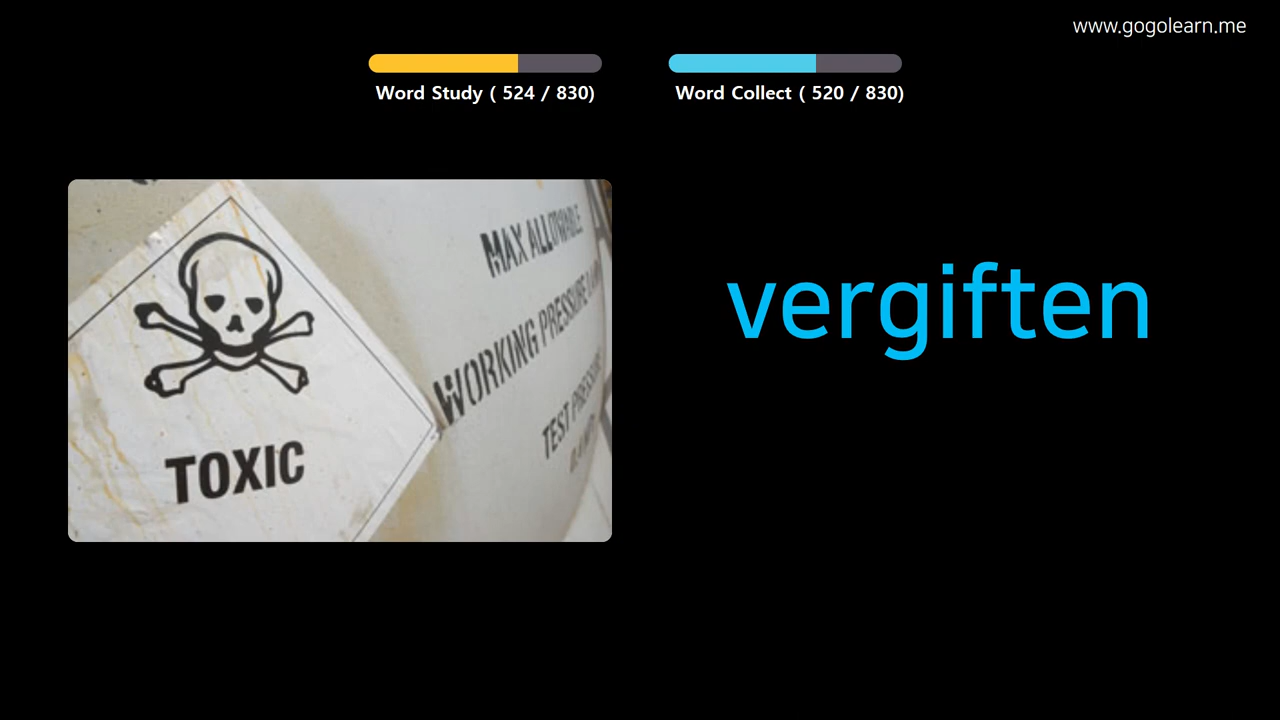 www.gogolearn.me
Word Study ( 524 / 830)
Word Collect ( 520 / 830)
MAX ALLOWABLE
WORKING PRESSURE
TEST PRESSURE
TOXIC
vergiften